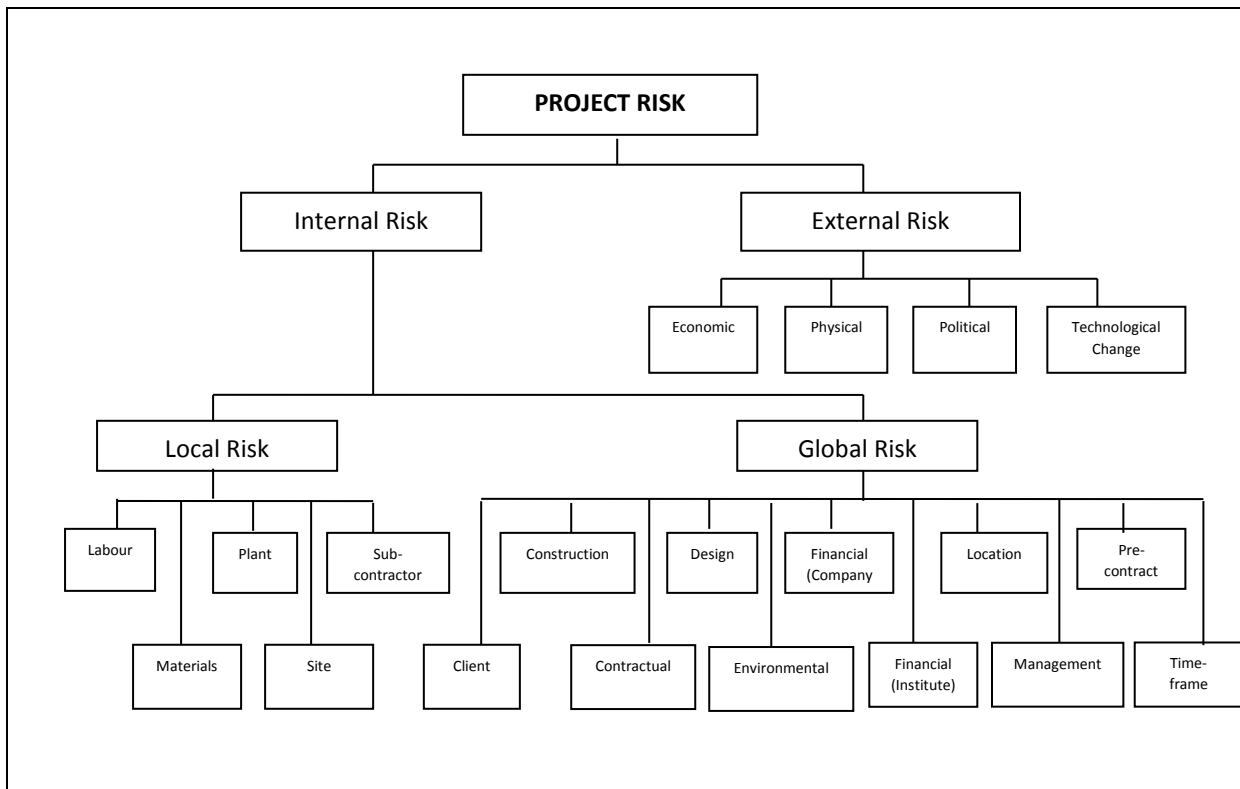 PROJECT RISK
Internal Risk
External Risk
Economic
Physical
Political
Technological
Change
Local Risk
Global Risk
Labour
Plant
Sub-
contractor
Construction
Design
Financial
(Company
Location
Pre-
contract
Materials
Site
Client
Contractual
Environmental
Financial
(Institute)
Management
Time-
frame